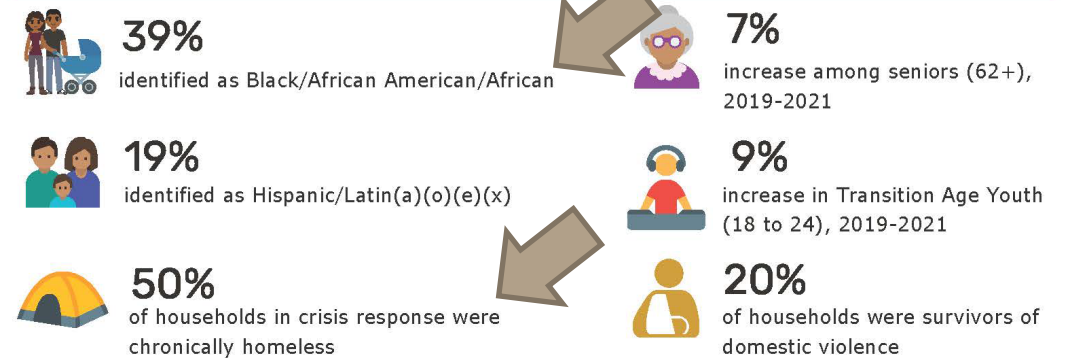 39%
identified as Black/African American/African
19%
identified as Hispanic/Latin(a)(o)(e)(x)
50%
of households in crisis response were
chronically homeless
7%
increase among seniors (62+),
2019-2021
9%
increase in Transition Age Youth
(18 to 24), 2019-2021
20%
of households were survivors of
domestic violence